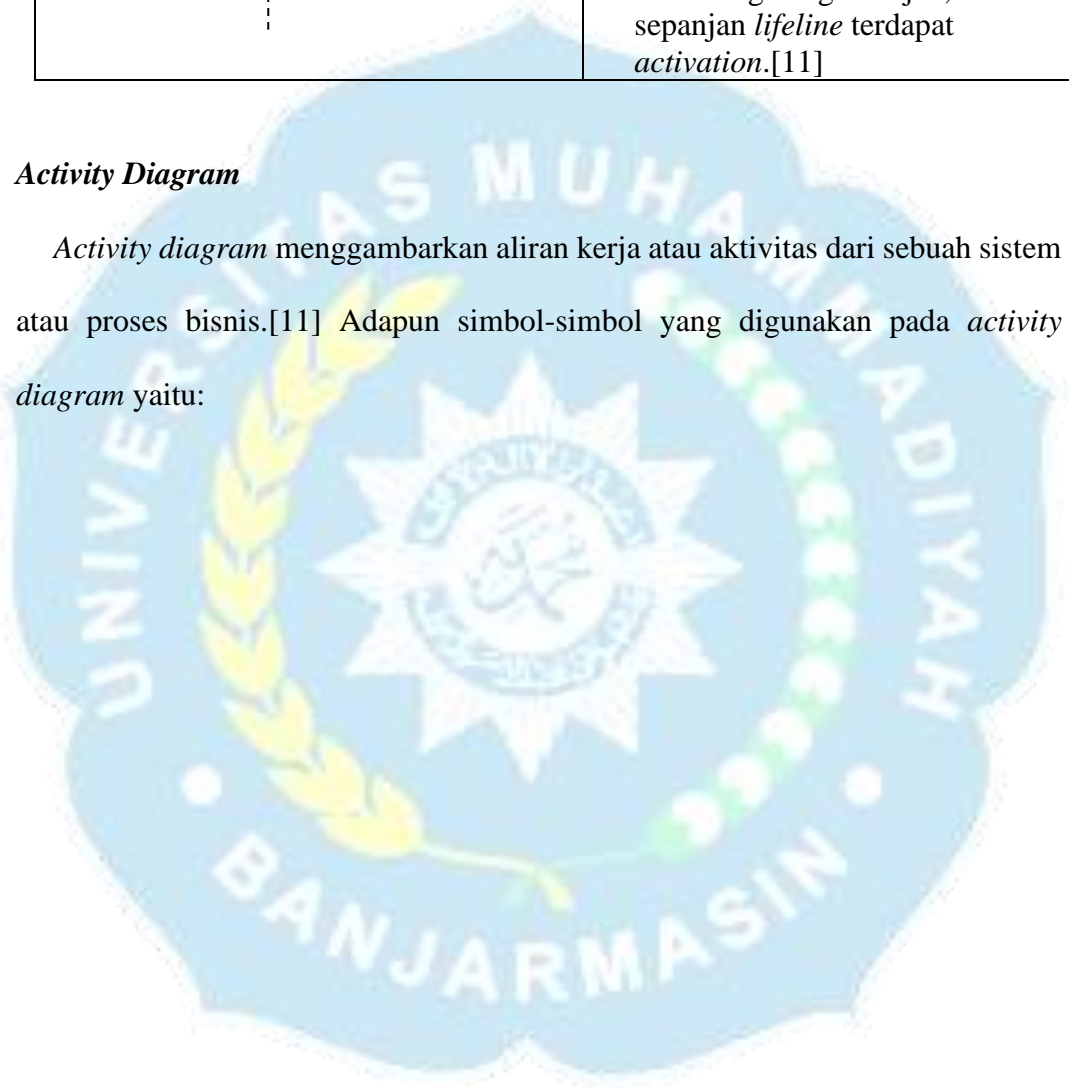 sepanjan lifeline terdapat
activation.[11]
Activity Diagram
Activity diagram menggambarkan aliran kerja atau aktivitas dari sebuah sistem
atau proses bisnis.[11] Adapun simbol-simbol yang digunakan pada activity
diagram yaitu:
UNIVERSITAS MUHAMMADIYAH
BANJARMASIN